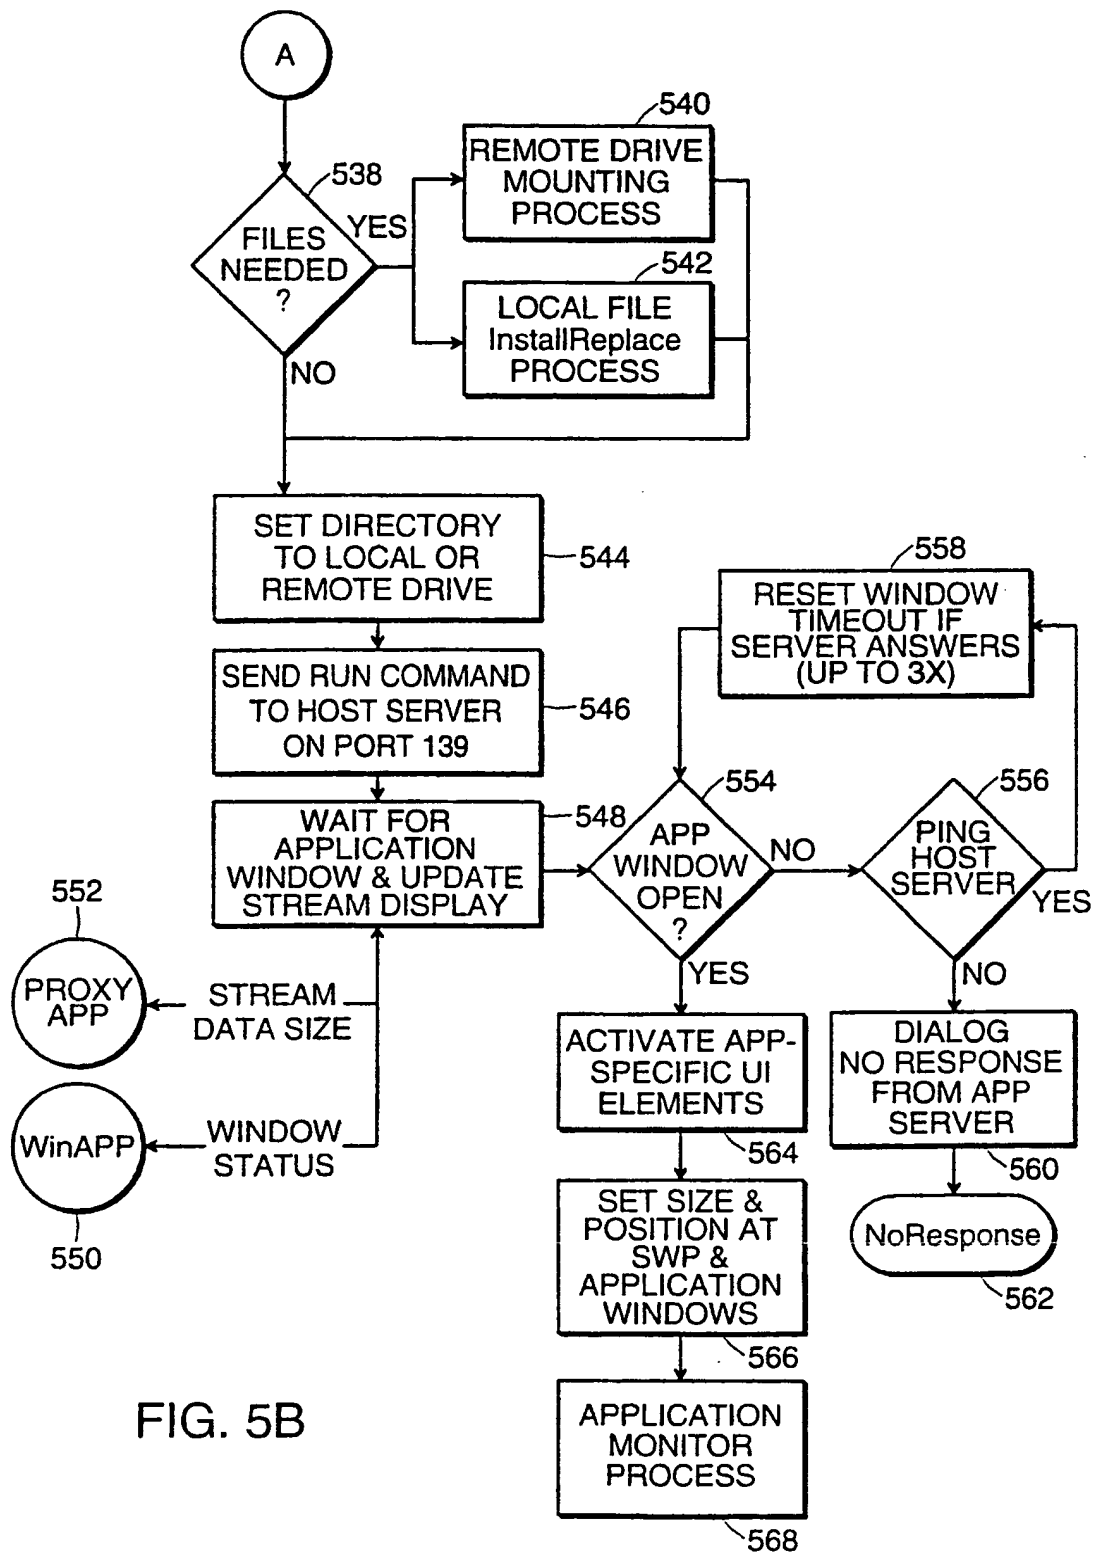 A
540
REMOTE DRIVE
MOUNTING
PROCESS
538
YES
FILES
NEEDED
?
542
LOCAL FILE
InstallReplace
PROCESS
NO
SET DIRECTORY
TO LOCAL OR
REMOTE DRIVE
544
558
RESET WINDOW
TIMEOUT IF
SERVER ANSWERS
(UP TO 3X)
SEND RUN COMMAND
TO HOST SERVER
ON PORT 139
546
WAIT FOR
APPLICATION
WINDOW & UPDATE
STREAM DISPLAY
548
554
APP
WINDOW
OPEN
?
NO
556
PING
HOST
SERVER
YES
552
PROXY
APP
STREAM
DATA SIZE
YES
NO
ACTIVATE APP-
SPECIFIC UI
ELEMENTS
564
DIALOG
NO RESPONSE
FROM APP
SERVER
560
WinAPP
WINDOW
STATUS
550
SET SIZE &
POSITION AT
SWP &
APPLICATION
WINDOWS
566
NoResponse
562
APPLICATION
MONITOR
PROCESS
568
FIG. 5B